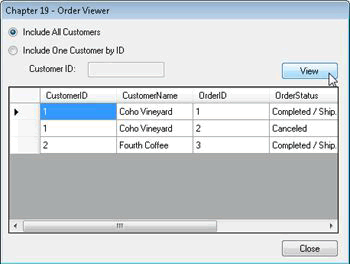 Chapter 19 - Order Viewer
Include All Customers
Include One Customer by ID
Customer ID:
View
CustomerID CustomerName OrderID OrderStatus
1 Coho Vineyard 1 Completed / Ship.
1 Coho Vineyard 2 Canceled
2 Fourth Coffee 3 Completed / Ship.
Close